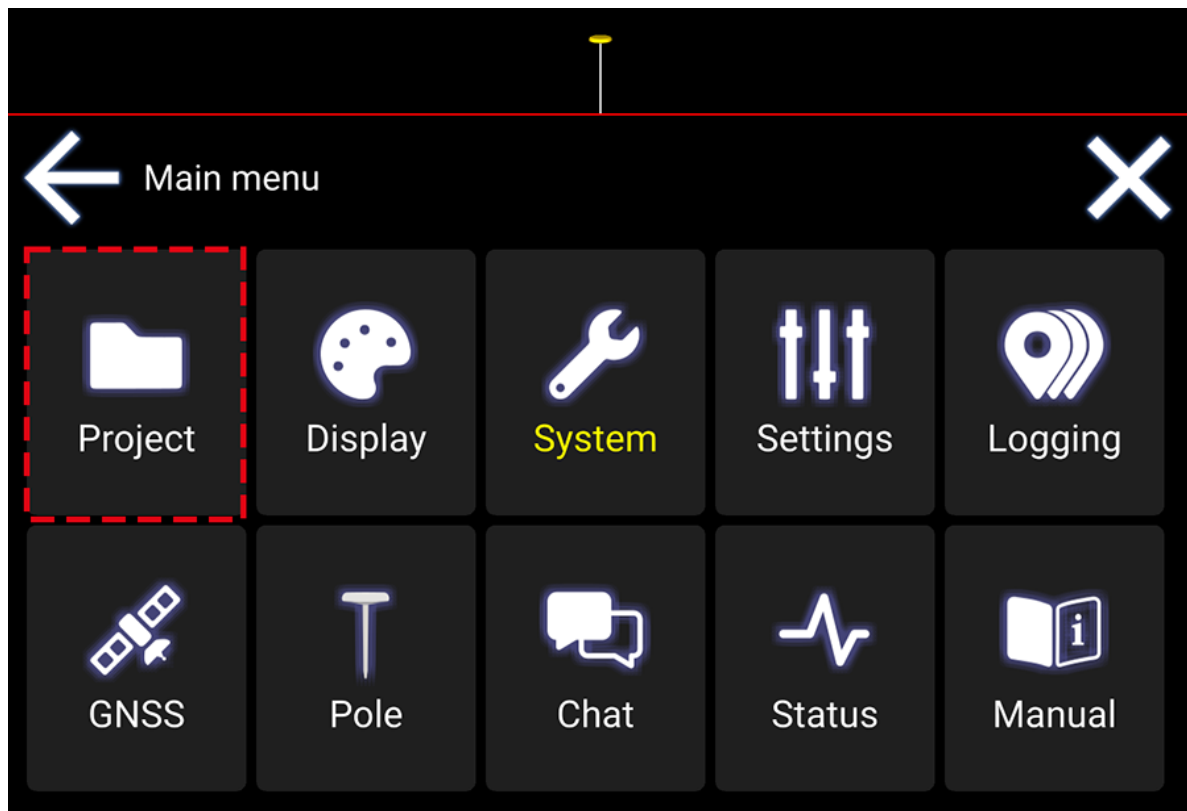 Main menu
Project Display System Settings Logging
GNSS Pole Chat Status Manual